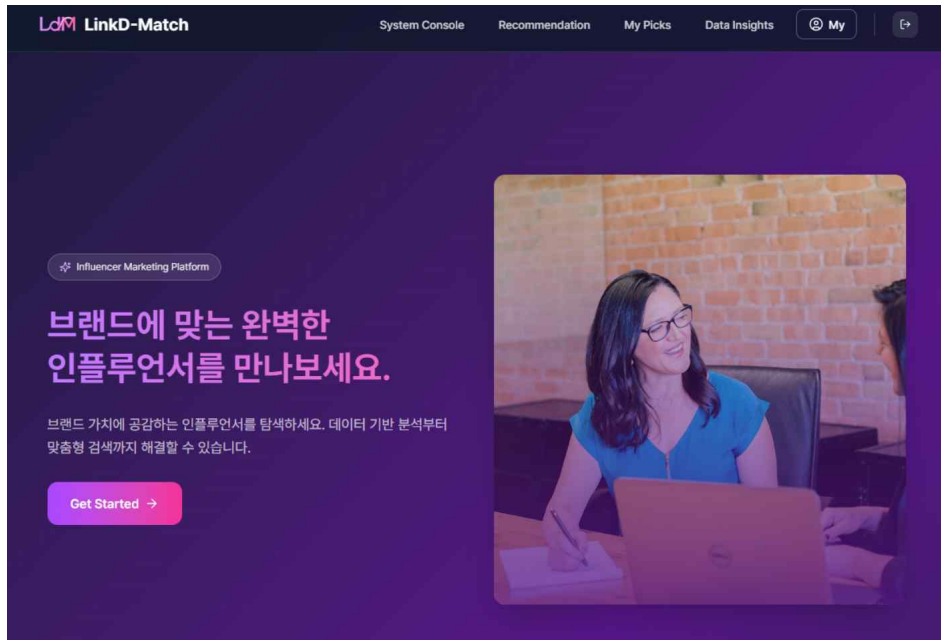 LdM LinkD-Match
System Console
Recommendation
My Picks
Data Insights
My
Influencer Marketing Platform
브랜드에 맞는 완벽한
인플루언서를 만나보세요.
브랜드 가치에 공감하는 인플루언서를 탐색하세요. 데이터 기반 분석부터
맞춤형 검색까지 해결할 수 있습니다.
Get Started →
DELL